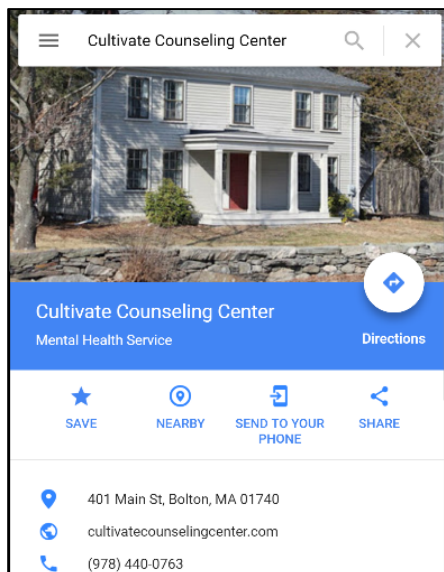 Cultivate Counseling Center
Cultivate Counseling Center
Mental Health Service
Directions
SAVE
NEARBY
SEND TO YOUR
PHONE
SHARE
401 Main St, Bolton, MA 01740
cultivatecounselingcenter.com
(978) 440-0763